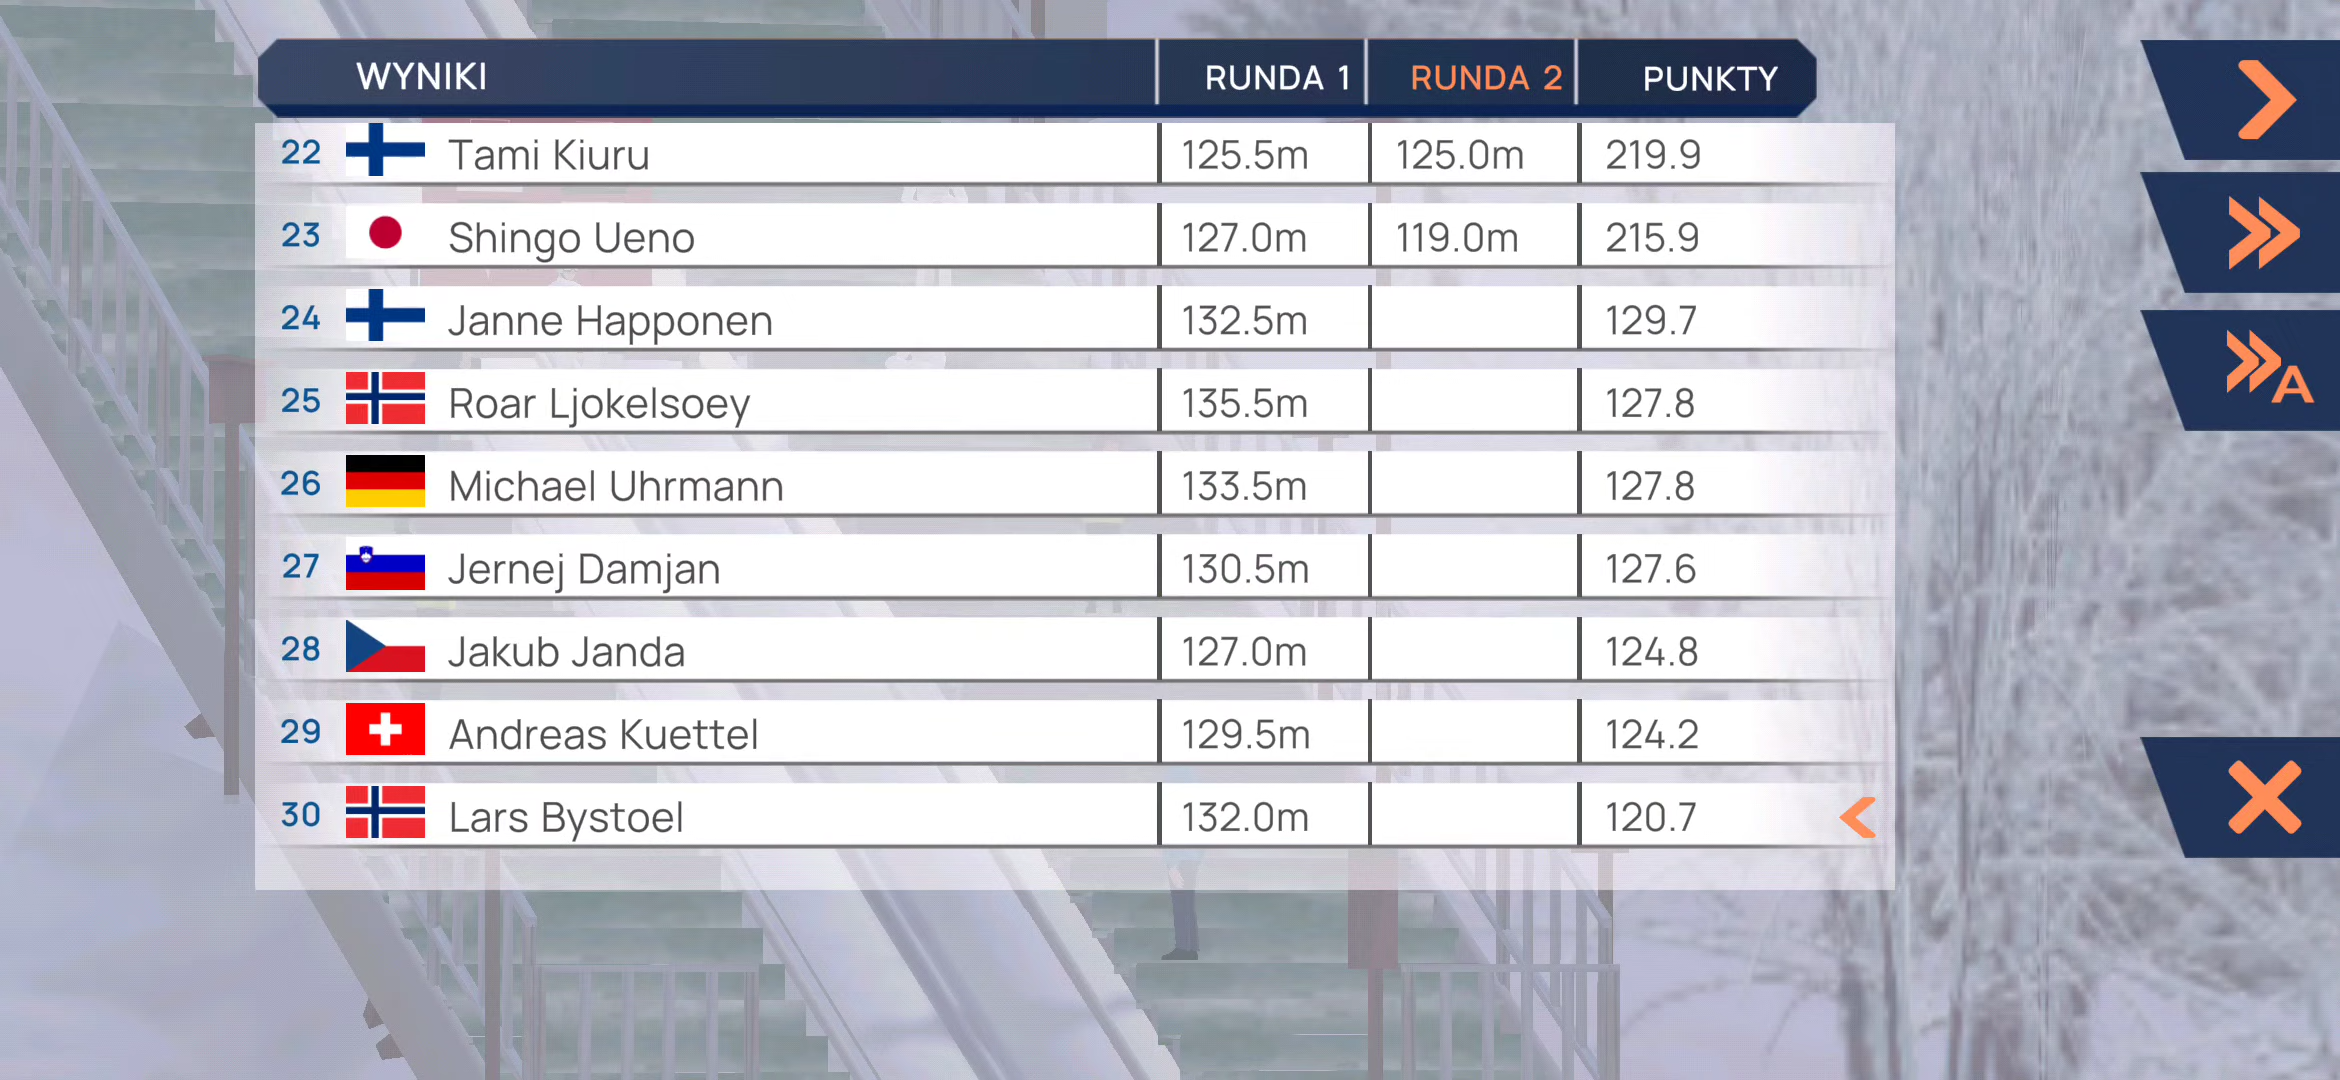 WYNIKI RUNDA 1 RUNDA 2 PUNKTY
22 Tami Kiuru 125.5m 125.0m 219.9
23 Shingo Ueno 127.0m 119.0m 215.9
24 Janne Happonen 132.5m 129.7
25 Roar Ljokelsoey 135.5m 127.8
26 Michael Uhrmann 133.5m 127.8
27 Jernej Damjan 130.5m 127.6
28 Jakub Janda 127.0m 124.8
29 Andreas Kuettel 129.5m 124.2
30 Lars Bystoel 132.0m 120.7
A